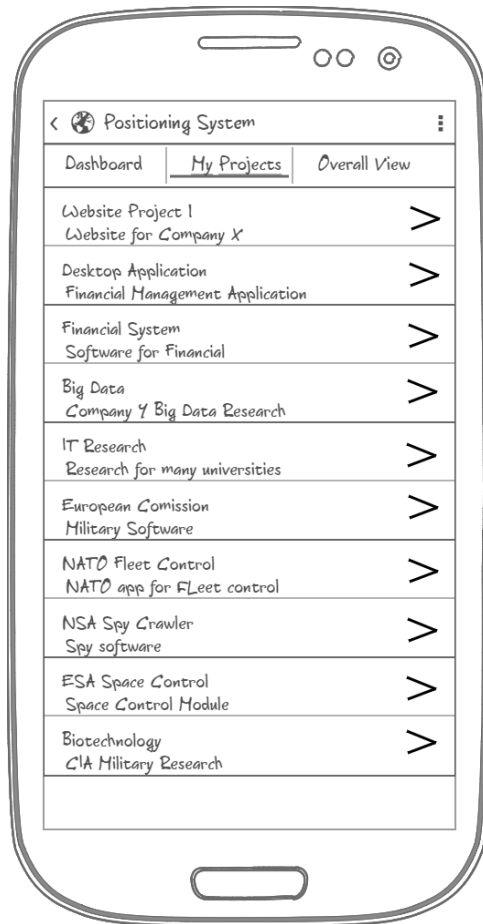 Positioning System
Dashboard My Projects Overall View
Website Project 1
Website for Company X
Desktop Application
Financial Management Application
Financial System
Software for Financial
Big Data
Company Y Big Data Research
IT Research
Research for many universities
European Comission
Military Software
NATO Fleet Control
NATO app for FLeet control
NSA Spy Crawler
Spy software
ESA Space Control
Space Control Module
Biotechnology
CIA Military Research